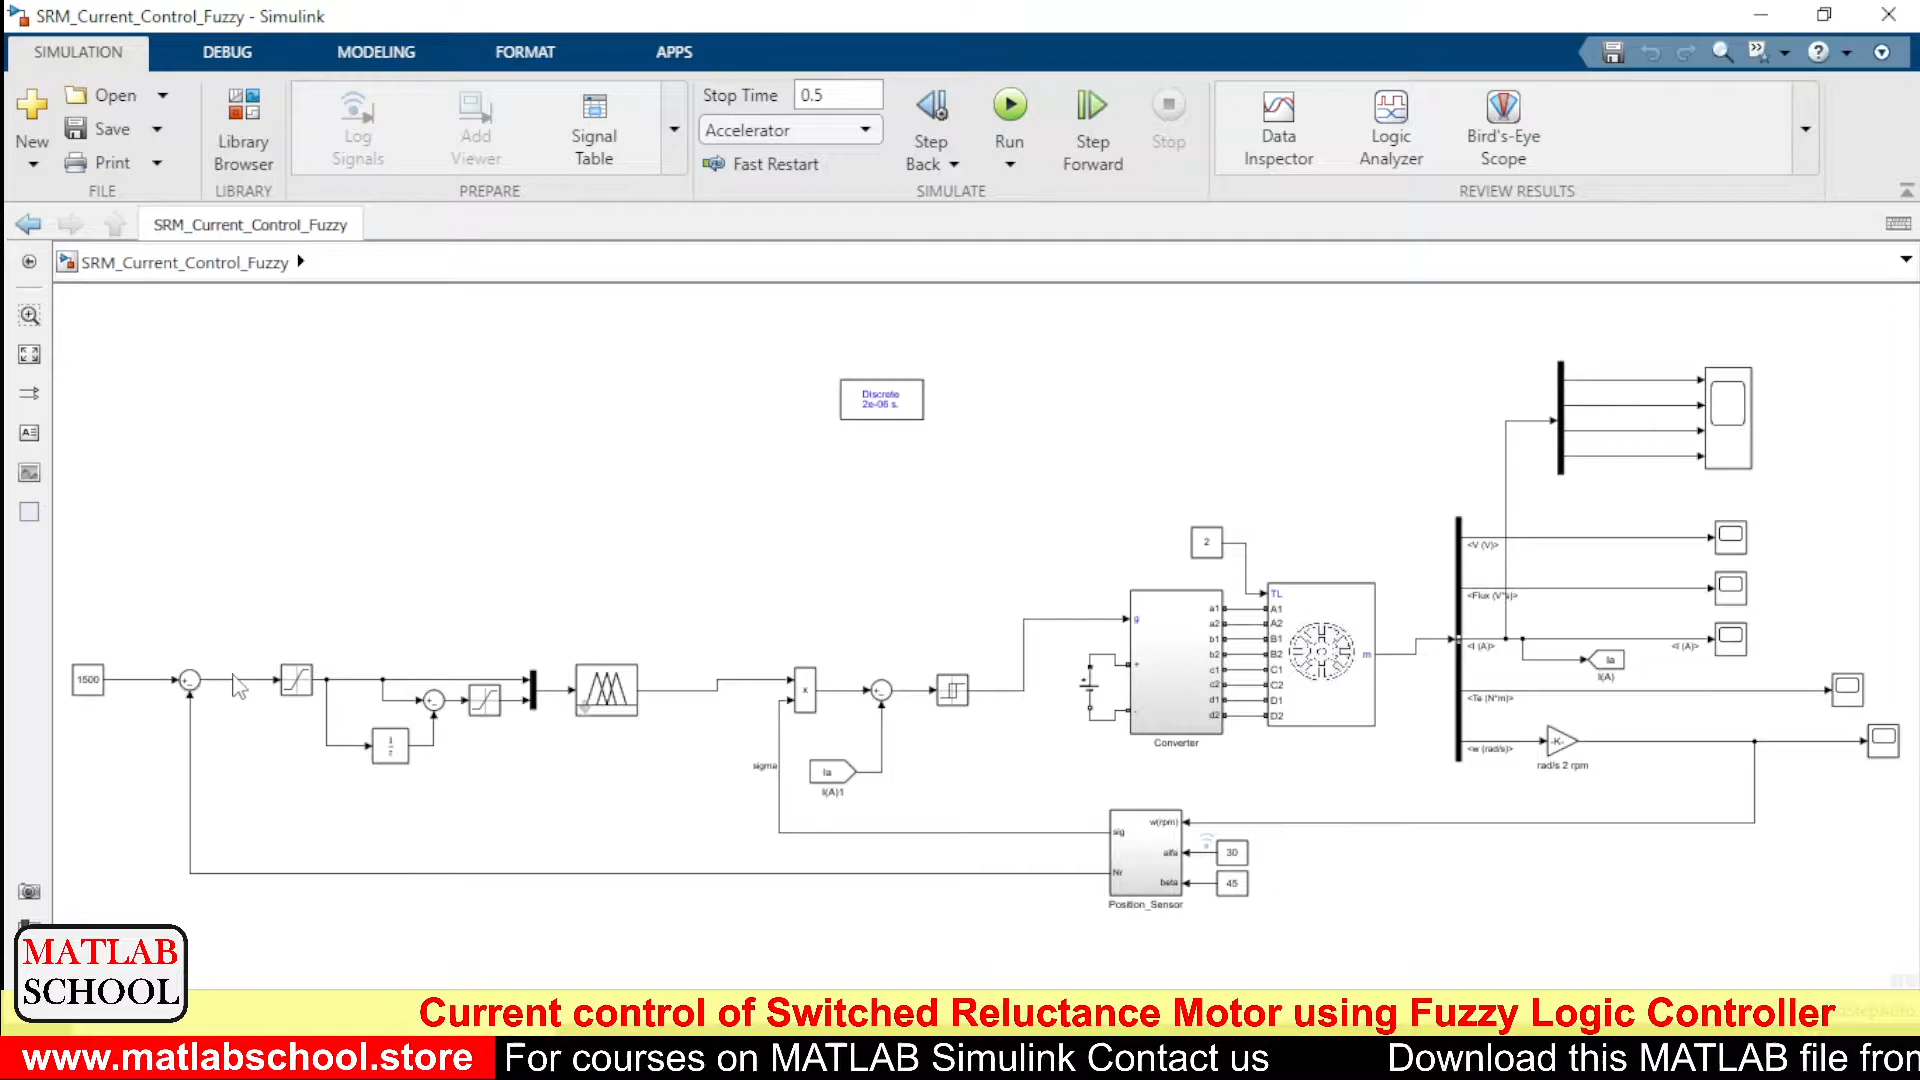 SRM_Current_Control_Fuzzy - Simulink
SIMULATION DEBUG MODELING FORMAT APPS
New
Open
Save
Print
FILE
Library Browser
LIBRARY
Log Signals
Add Viewer
Signal Table
PREPARE
Stop Time 0.5
Accelerator
Fast Restart
Step Back
Run
Step Forward
Stop
SIMULATE
Data Inspector
Logic Analyzer
Bird's-Eye Scope
REVIEW RESULTS
SRM_Current_Control_Fuzzy
SRM_Current_Control_Fuzzy
Discrete
2e-06 s.
2
<V (V)>
<Flux (V*s)>
<I (A)>
<I (A)>
Ia
I(A)
<Te (N*m)>
<w (rad/s)>
-K-
rad/s 2 rpm
g
+
-
a1
a2
b1
b2
c1
c2
d1
d2
Converter
TL
A1
A2
B1
B2
C1
C2
D1
D2
m
1500
1
z
x
sigma
Ia
I(A)1
sig
Nr
w(rpm)
alfa
beta
30
45
Position_Sensor
MATLAB
SCHOOL
Current control of Switched Reluctance Motor using Fuzzy Logic Controller
www.matlabschool.store For courses on MATLAB Simulink Contact us Download this MATLAB file from